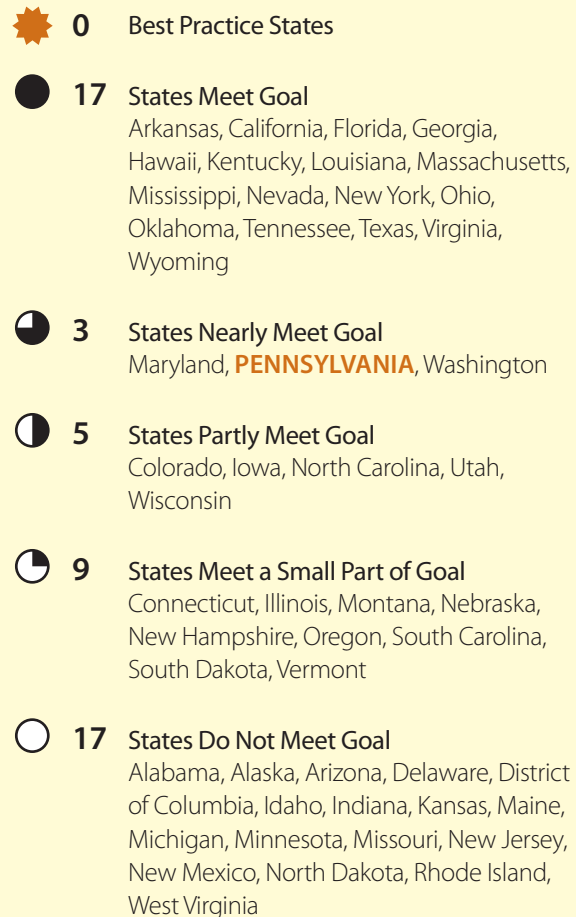 0 Best Practice States
17 States Meet Goal
Arkansas, California, Florida, Georgia,
Hawaii, Kentucky, Louisiana, Massachusetts,
Mississippi, Nevada, New York, Ohio,
Oklahoma, Tennessee, Texas, Virginia,
Wyoming
3 States Nearly Meet Goal
Maryland, PENNSYLVANIA, Washington
5 States Partly Meet Goal
Colorado, Iowa, North Carolina, Utah,
Wisconsin
9 States Meet a Small Part of Goal
Connecticut, Illinois, Montana, Nebraska,
New Hampshire, Oregon, South Carolina,
South Dakota, Vermont
17 States Do Not Meet Goal
Alabama, Alaska, Arizona, Delaware, District
of Columbia, Idaho, Indiana, Kansas, Maine,
Michigan, Minnesota, Missouri, New Jersey,
New Mexico, North Dakota, Rhode Island,
West Virginia